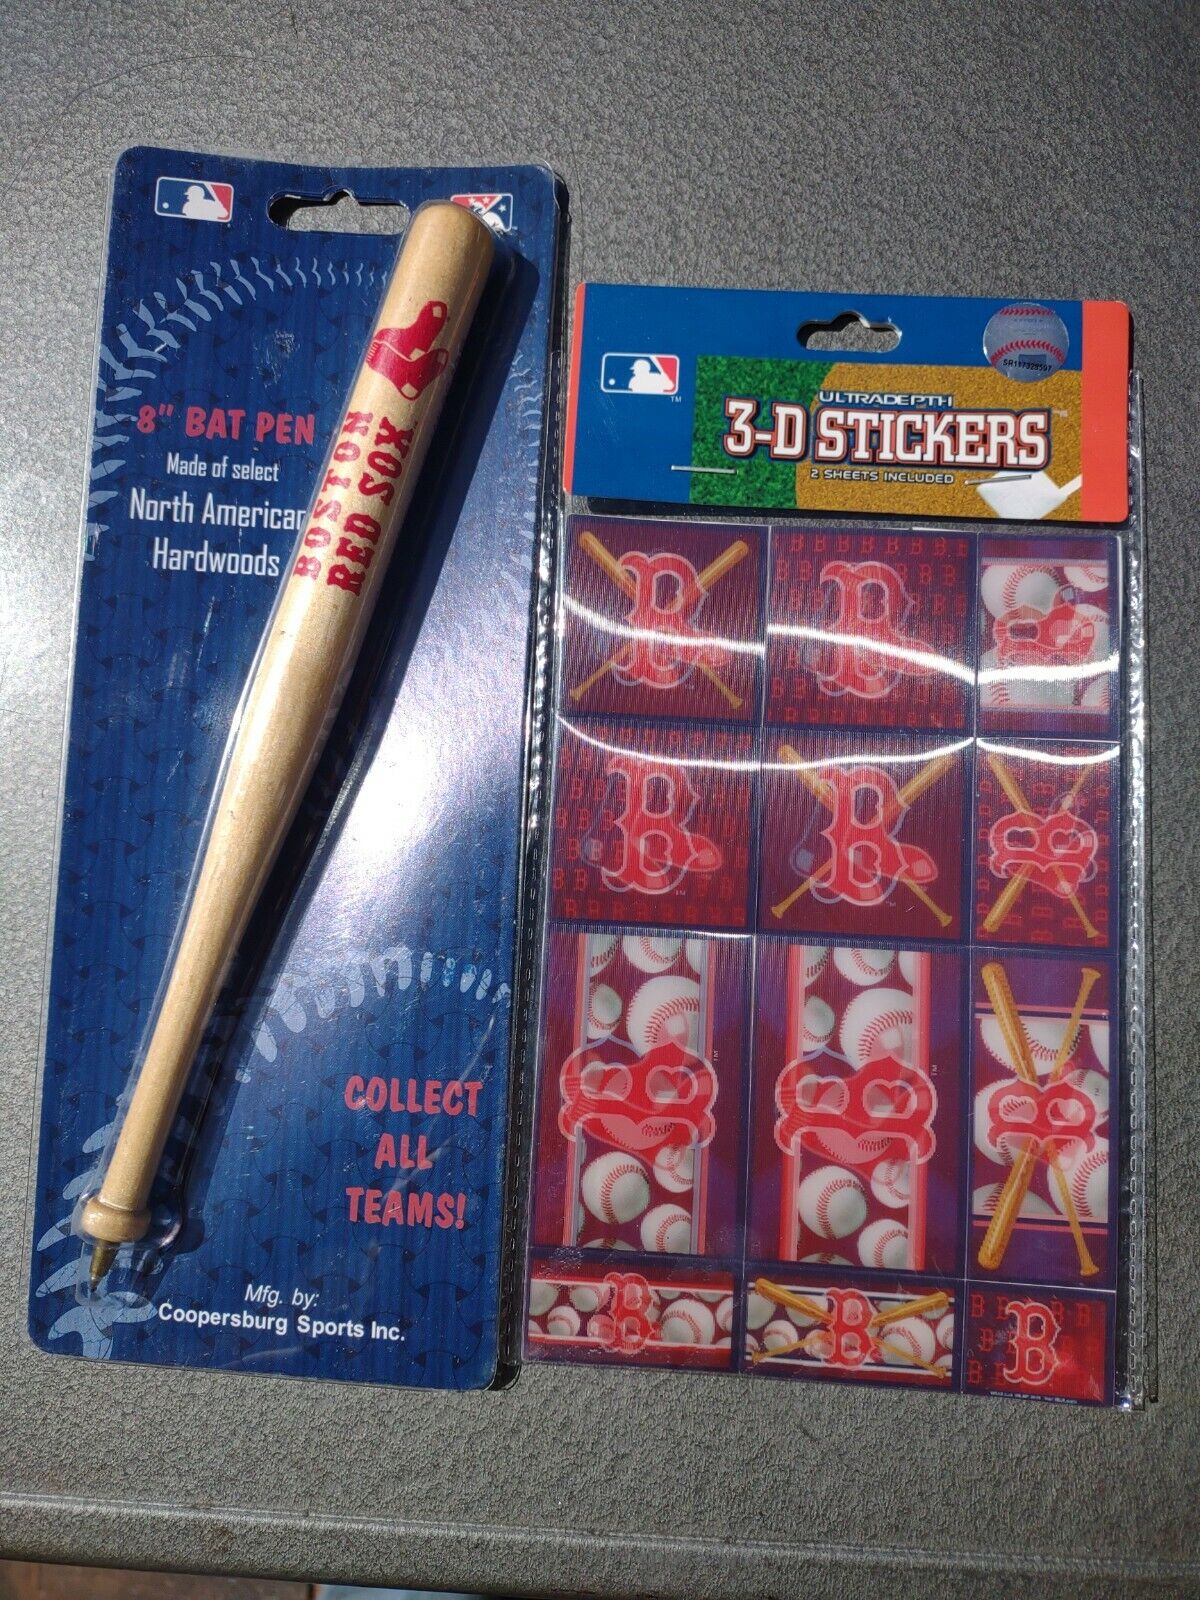 8" BAT PEN
Made of select
North American
Hardwoods
BOSTON
RED SOX
COLLECT
ALL
TEAMS!
Mfg. by:
Coopersburg Sports Inc.
TM
ULTRADEPTH
3-D STICKERS
2 SHEETS INCLUDED